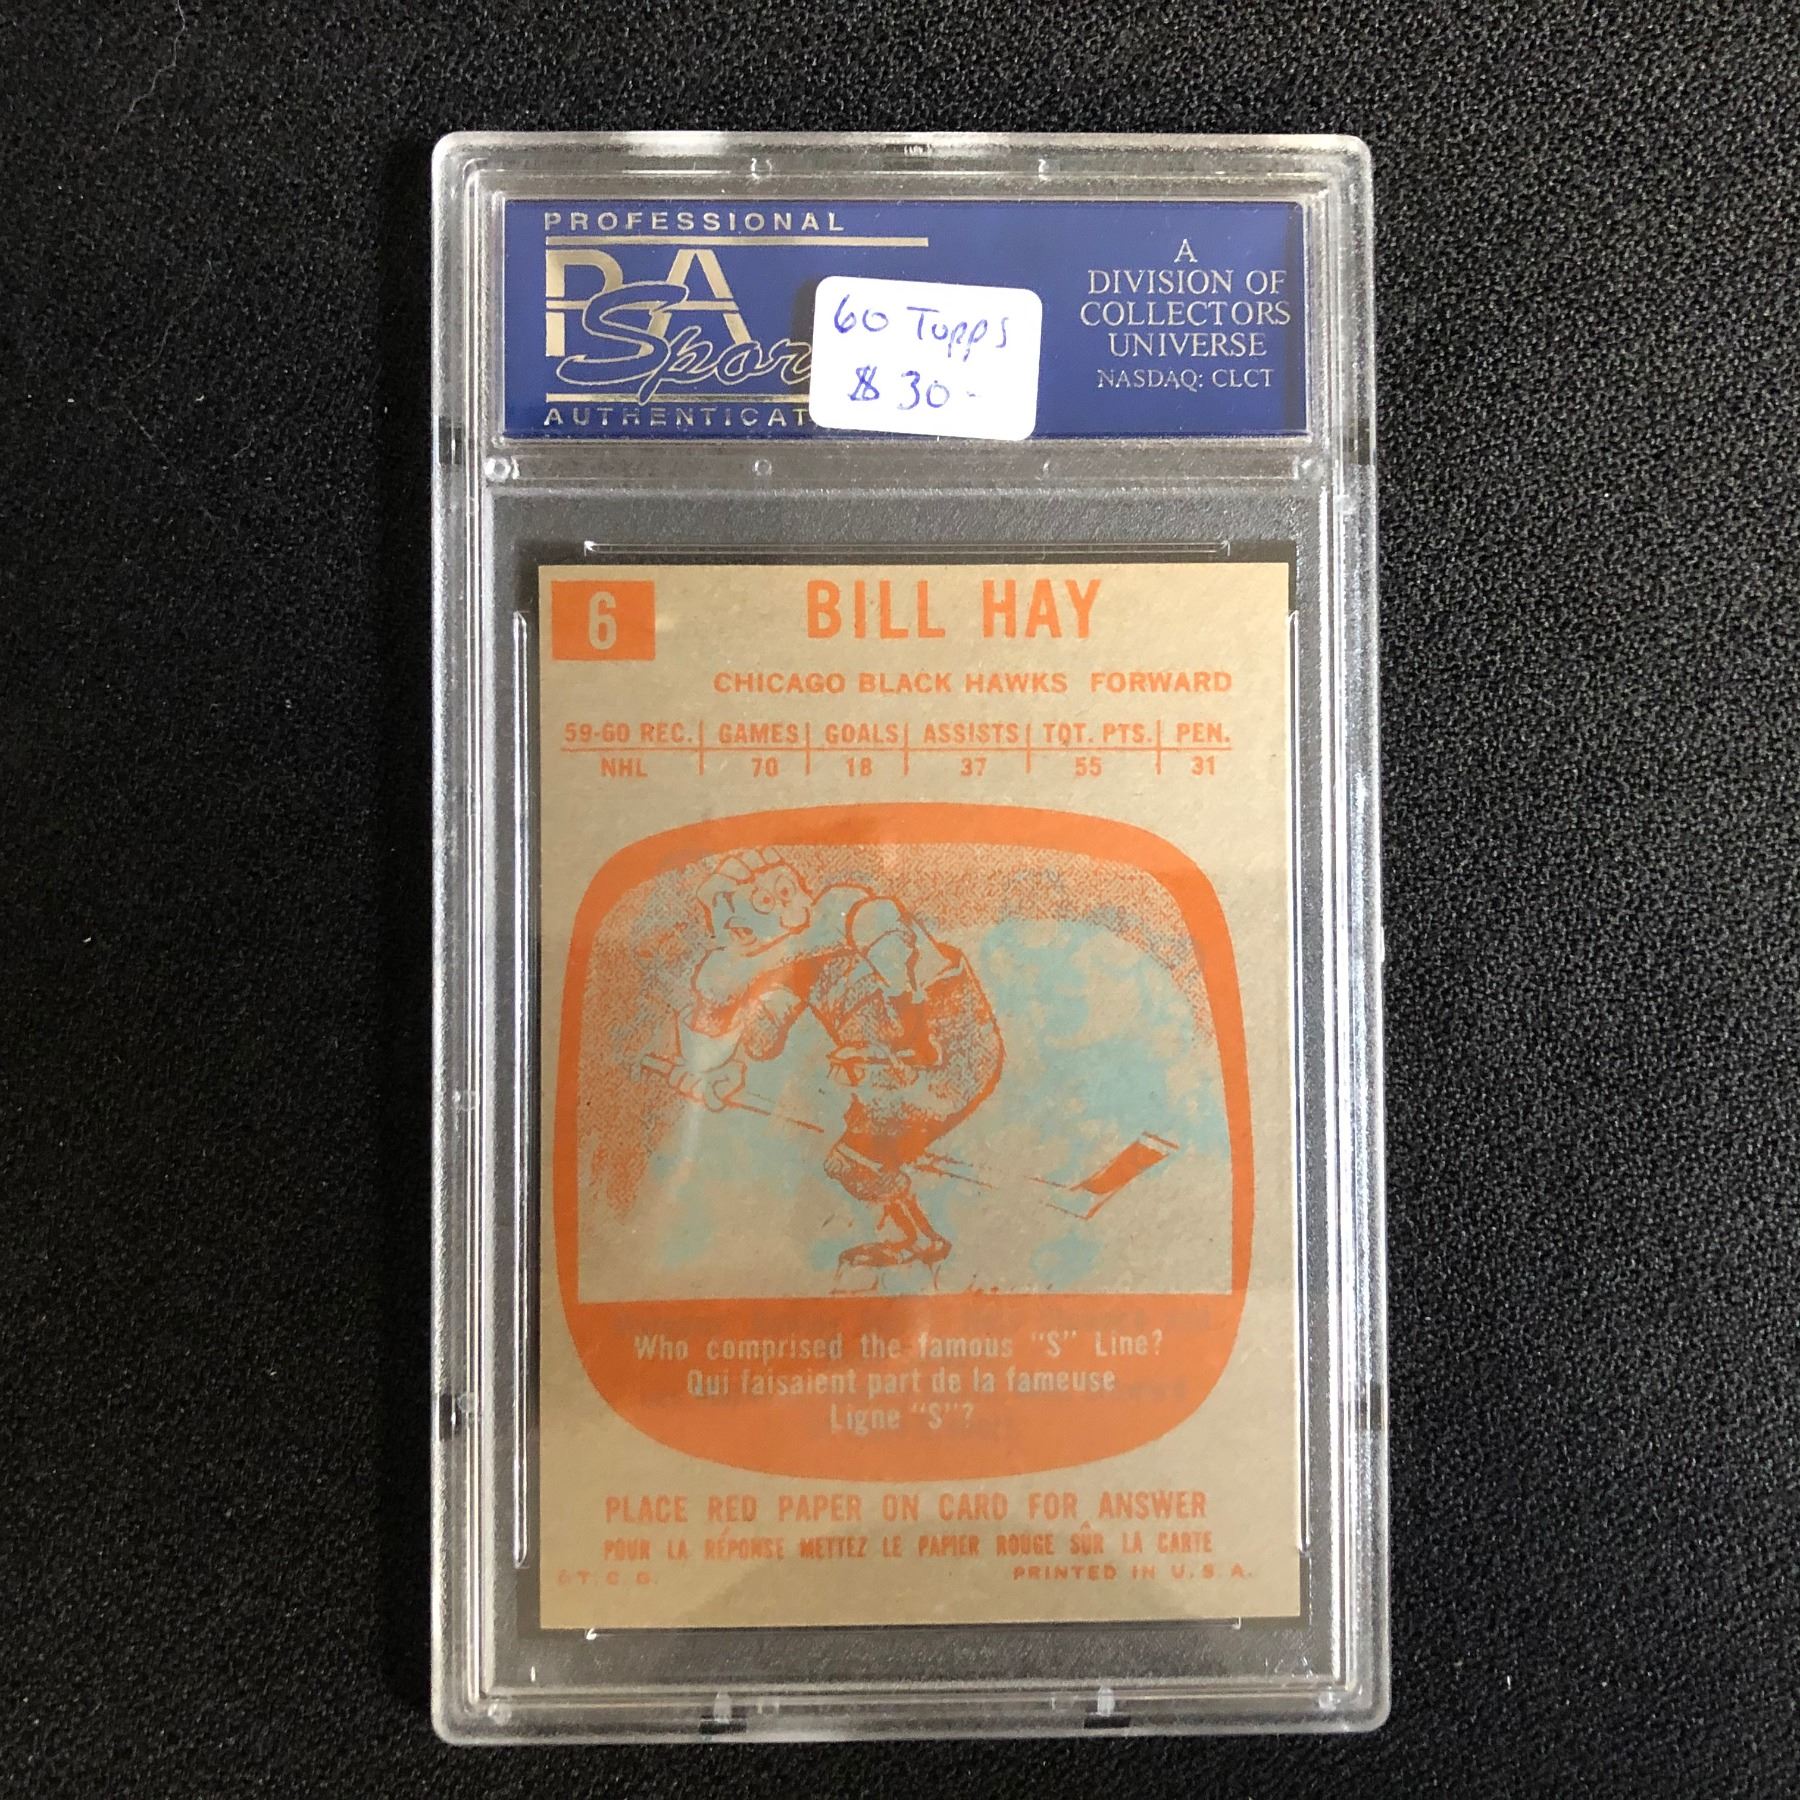 PROFESSIONAL
PSA
Spor
AUTHENTICAT
60 Topps
$ 30-
A
DIVISION OF
COLLECTORS
UNIVERSE
NASDAQ: CLCT
6
BILL HAY
CHICAGO BLACK HAWKS FORWARD
59-60 REC. GAMES GOALS ASSISTS TOT. PTS. PEN.
NHL 70 18 37 55 31
Who comprised the famous "S" Line?
Qui faisaient part de la fameuse
Ligne "S"?
PLACE RED PAPER ON CARD FOR ANSWER
POUR LA RÉPONSE METTEZ LE PAPIER ROUGE SÛR LA CARTE
© T. C. G. PRINTED IN U. S. A.